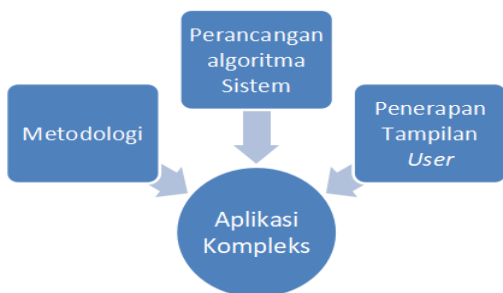 Perancangan
algoritma
Sistem
Metodologi
Penerapan
Tampilan
User
Aplikasi
Kompleks